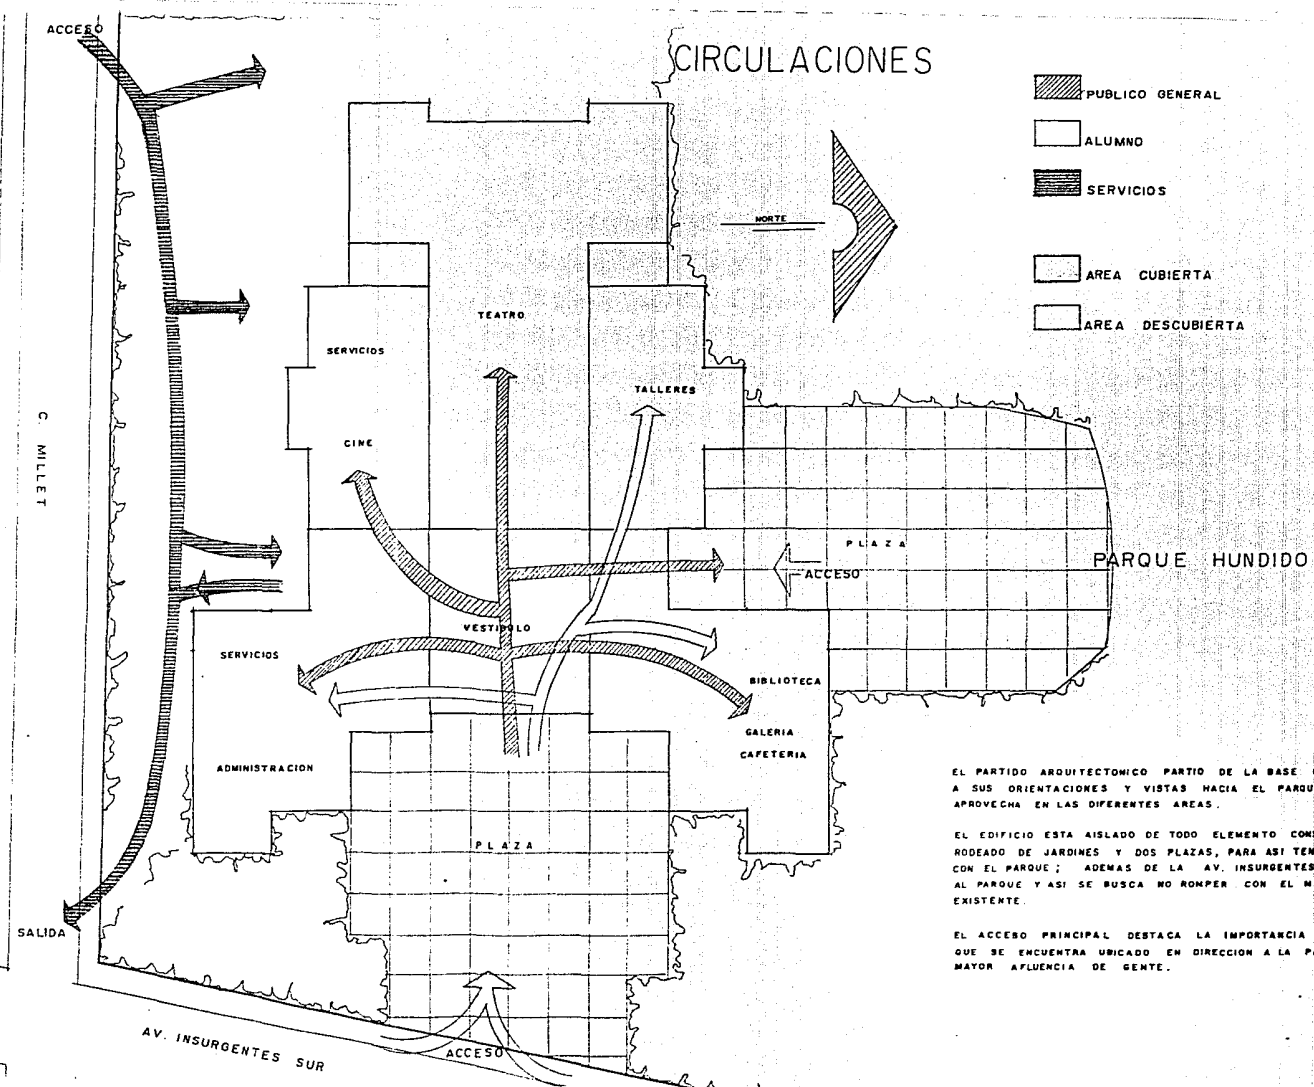 CIRCULACIONES
ACCESO
PUBLICO GENERAL
ALUMNO
SERVICIOS
NORTE
AREA CUBIERTA
AREA DESCUBIERTA
TEATRO
SERVICIOS
TALLERES
CINE
C. MILLET
PLAZA
PARQUE HUNDIDO
ACCESO
VESTIBULO
SERVICIOS
BIBLIOTECA
GALERIA
CAFETERIA
ADMINISTRACION
PLAZA
SALIDA
ACCESO
AV. INSURGENTES SUR
EL PARTIDO ARQUITECTONICO PARTIO DE LA BASE
A SUS ORIENTACIONES Y VISTAS HACIA EL
APROVECHA EN LAS DIFERENTES AREAS.
EL EDIFICIO ESTA AISLADO DE TODO ELEMENTO
RODEADO DE JARDINES Y DOS PLAZAS, PARA ASI
CON EL PARQUE; ADEMAS DE LA AV. INSURGENTES
AL PARQUE Y ASI SE BUSCA NO ROMPER CON EL
EXISTENTE.
EL ACCESO PRINCIPAL DESTACA LA IMPORTANCIA
QUE SE ENCUENTRA UBICADO EN DIRECCION A LA
MAYOR AFLUENCIA DE GENTE.